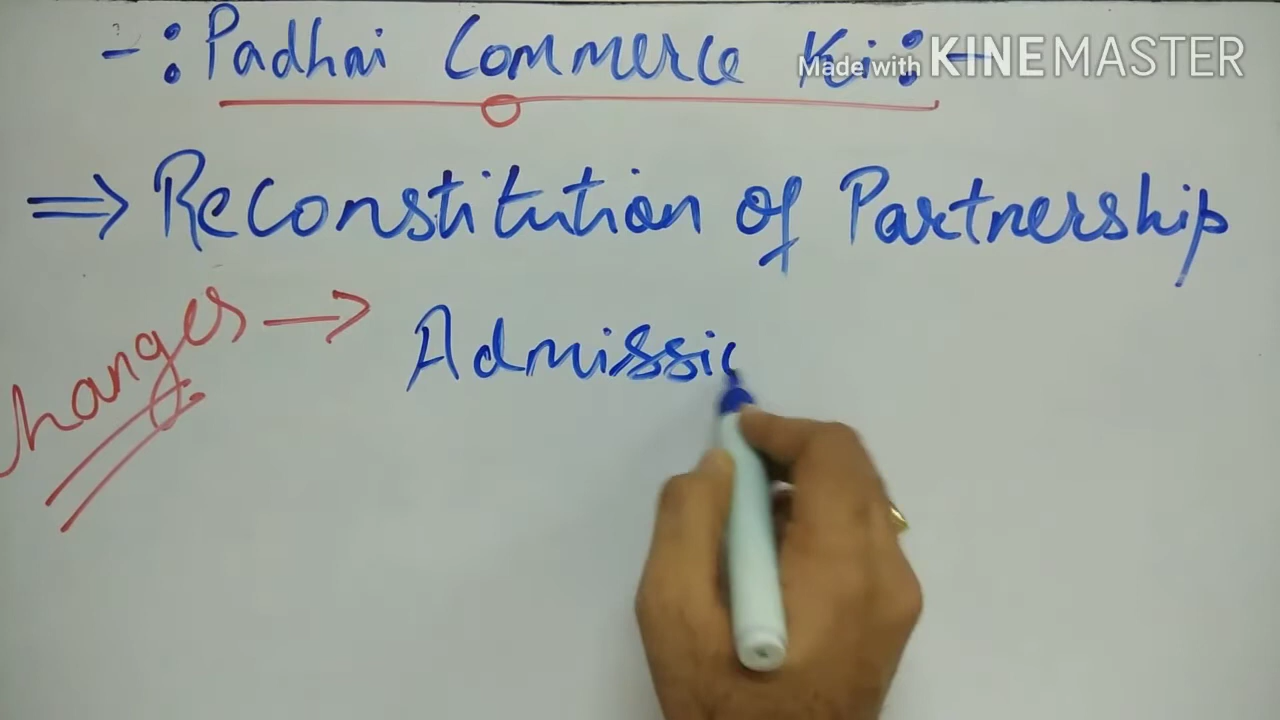 -: Padhai Commerce Ki :-
Made with KINEMASTER
⇒ Reconstitution of Partnership
hanges → Admissi